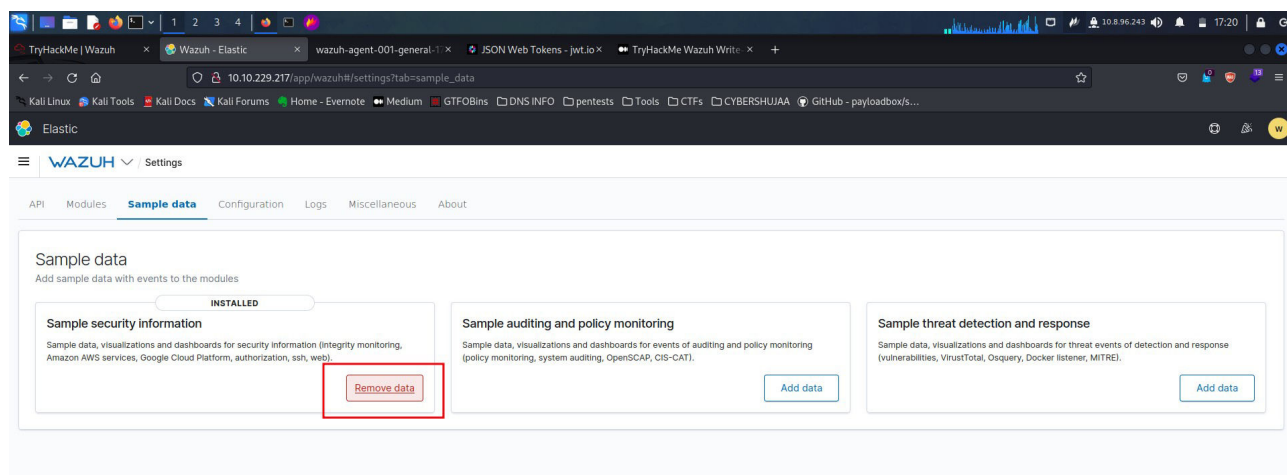 1 2 3 4 10.8.96.243 17:20
TryHackMe | Wazuh × Wazuh - Elastic × wazuh-agent-001-general-1 × JSON Web Tokens - jwt.io × TryHackMe Wazuh Write × +
10.10.229.217/app/wazuh#/settings?tab=sample_data
Kali Linux Kali Tools Kali Docs Kali Forums Home - Evernote Medium GTFOBins DNS INFO pentests Tools CTFs CYBERSHUJAA GitHub - payloadbox/s...
Elastic W
WAZUH / Settings
API Modules Sample data Configuration Logs Miscellaneous About
Sample data
Add sample data with events to the modules
INSTALLED
Sample security information
Sample data, visualizations and dashboards for security information (integrity monitoring,
Amazon AWS services, Google Cloud Platform, authorization, ssh, web).
Remove data
Sample auditing and policy monitoring
Sample data, visualizations and dashboards for events of auditing and policy monitoring
(policy monitoring, system auditing, OpenSCAP, CIS-CAT).
Add data
Sample threat detection and response
Sample data, visualizations and dashboards for threat events of detection and response
(vulnerabilities, VirusTotal, Osquery, Docker listener, MITRE).
Add data